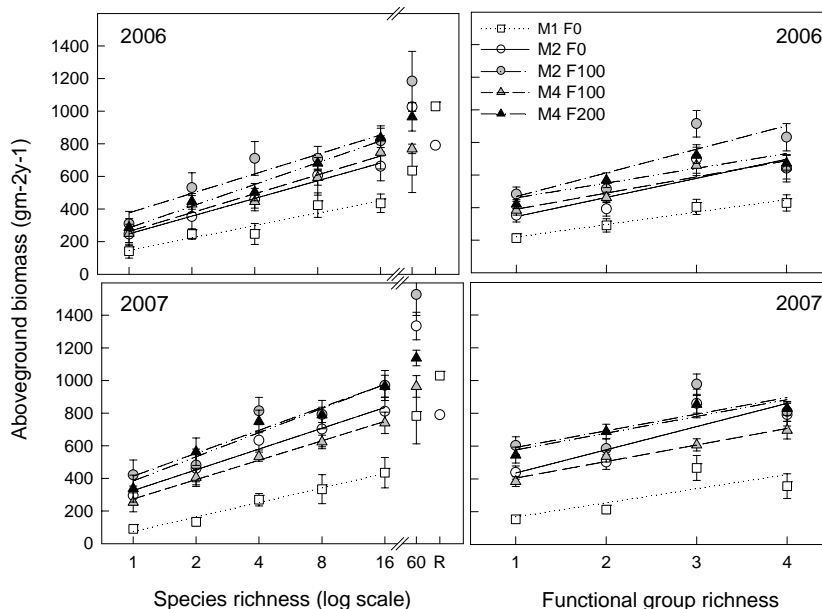 2006
1400
1200
1000
800
600
400
200
0
2006
M1 F0
M2 F0
M2 F100
M4 F100
M4 F200
Aboveground biomass (gm-2y-1)
2007
1400
1200
1000
800
600
400
200
0
2007
1 2 4 8 16 60 R
1 2 3 4
Species richness (log scale)
Functional group richness